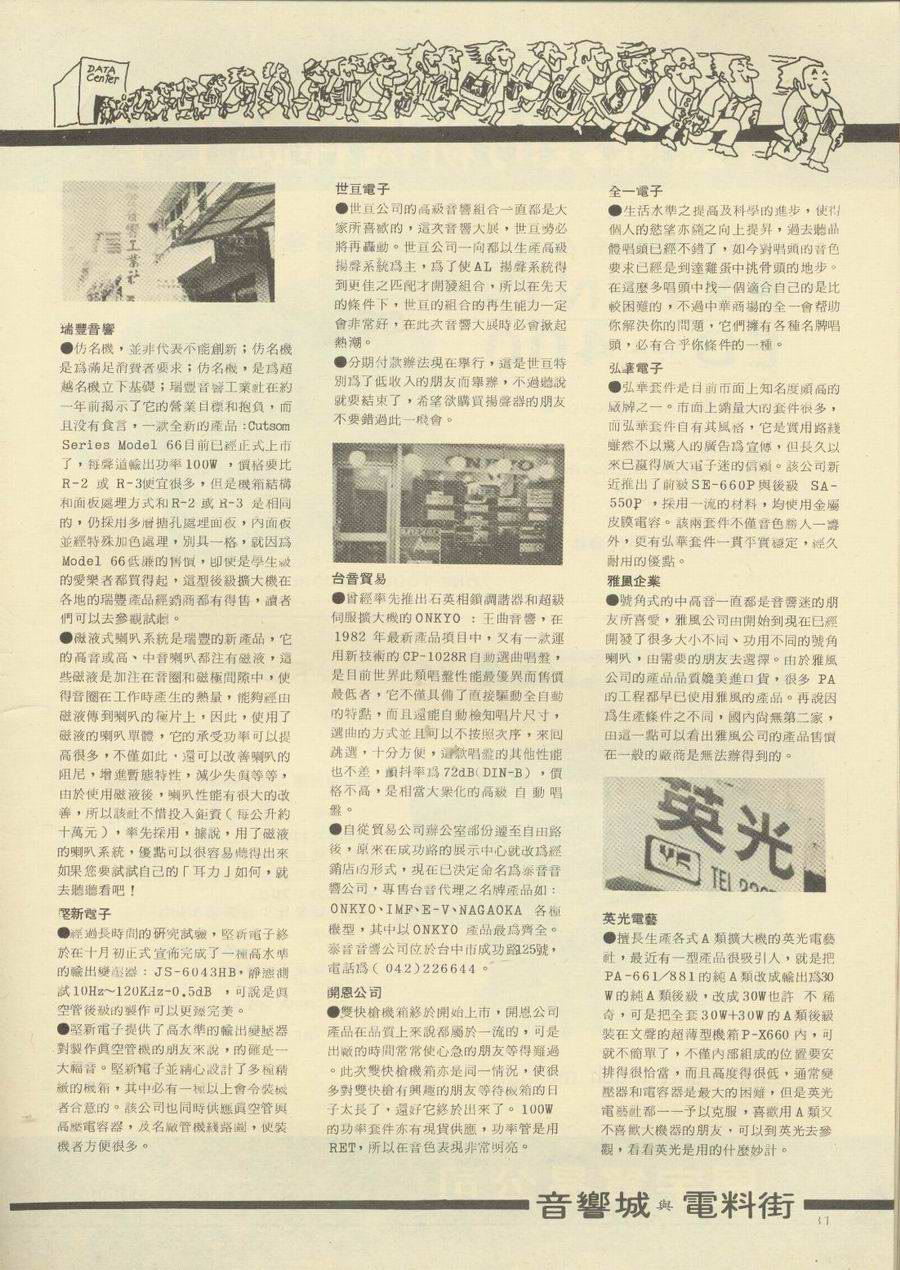 DATA
Center
瑞豐音響
●仿名機，並非代表不能創新；仿名機
是爲滿足消費者要求；仿名機，是爲超
越名機立下基礎；瑞豐音響工業社在約
一年前揭示了它的營業目標和抱負，而
且沒有食言，一款全新的產品：Cutsom
Series Model 66目前已經正式上市
了，每聲道輸出功率100W ，價格要比
R-2 或 R-3便宜很多，但是機箱結構
和面板處理方式和R-2 或 R-3 是相同
的，仍採用多層搪孔處理面板，內面板
並經特殊加色處理，別具一格，就因爲
Model 66低廉的售價，即使是學生級
的愛樂者都買得起，這型後級擴大機在
各地的瑞豐產品經銷商都有得售，讀者
們可以去參觀試聽。
●磁液式喇叭系統是瑞豐的新產品，它
的高音或高、中音喇叭都注有磁液，這
些磁液是加注在音圈和磁極間隙中，使
得音圈在工作時產生的熱量，能夠經由
磁液傳到喇叭的極片上，因此，使用了
磁液的喇叭單體，它的承受功率可以提
高很多，不僅如此，還可以改善喇叭的
阻尼，增進暫態特性，減少失眞等等，
由於使用磁液後，喇叭性能有很大的改
善，所以該社不惜投入鉅資（每公升約
十萬元），率先採用，據說，用了磁液
的喇叭系統，優點可以很容易聽得出來
如果您要試試自己的「耳力」如何，就
去聽聽看吧！
堅新電子
●經過長時間的研究試驗，堅新電子終
於在十月初正式宣佈完成了一種高水準
的輸出變壓器：JS-6043HB，靜態測
試10Hz～120KHz-0.5dB ，可說是眞
空管後級的製作可以更臻完美。
●堅新電子提供了高水準的輸出變壓器
對製作眞空管機的朋友來說，的確是一
大福音。堅新電子並精心設計了多種精
緻的機箱，其中必有一種以上會令裝機
者合意的。該公司也同時供應眞空管與
高壓電容器，及名廠管機綫路圖，使裝
機者方便很多。
世亘電子
●世亘公司的高級音響組合一直都是大
家所喜歡的，這次音響大展，世亘勢必
將再轟動。世亘公司一向都以生產高級
揚聲系統爲主，爲了使AL 揚聲系統得
到更佳之匹配才開發組合，所以在先天
的條件下，世亘的組合的再生能力一定
會非常好，在此次音響大展時必會掀起
熱潮。
●分期付款辦法現在舉行，這是世亘特
別爲了低收入的朋友而舉辦，不過聽說
就要結束了，希望欲購買揚聲器的朋友
不要錯過此一機會。
ONKYO
台音貿易
●曾經率先推出石英相鎖調諧器和超級
伺服擴大機的ONKYO ：王曲音響，在
1982 年最新產品項目中，又有一款運
用新技術的CP-1028R自動選曲唱盤，
是目前世界此類唱盤性能最優異而售價
最低者，它不僅具備了直接驅動全自動
的特點，而且還能自動檢知唱片尺寸，
選曲的方式並且可以不按照次序，來回
跳選，十分方便，這款唱盤的其他性能
也不差，顫抖率爲72dB(DIN-B) ，價
格不高，是相當大衆化的高級 自 動 唱
盤。
●自從貿易公司辦公室部份遷至自由路
後，原來在成功路的展示中心就改爲經
銷店的形式，現在已決定命名爲泰音音
響公司，專售台音代理之名牌產品如：
ONKYO、IMF、E-V、NAGAOKA 各種
機型，其中以ONKYO 產品最爲齊全。
泰音音響公司位於台中市成功路125號，
電話爲（ 042)226644。
開恩公司
●雙快槍機箱終於開始上市，開恩公司
產品在品質上來說都屬於一流的，可是
出廠的時間常常使心急的朋友等得難過
。此次雙快槍機箱亦是同一情況，使很
多對雙快槍有興趣的朋友等待機箱的日
子太長了，還好它終於出來了。 100W
的功率套件亦有現貨供應，功率管是用
RET，所以在音色表現非常明亮。
全一電子
●生活水準之提高及科學的進步，使得
個人的慾望亦隨之向上提昇，過去聽晶
體唱頭已經不錯了，如今對唱頭的音色
要求已經是到達雞蛋中挑骨頭的地步。
在這麼多唱頭中找一個適合自己的是比
較困難的，不過中華商場的全一會幫助
你解決你的問題，它們擁有各種名牌唱
頭，必有合乎你條件的一種。
弘華電子
●弘華套件是目前市面上知名度頗高的
廠牌之一。市面上銷量大的套件很多，
而弘華套件自有其風格，它是實用路綫
雖然不以驚人的廣告爲宣傳，但長久以
來已贏得廣大電子迷的信賴。該公司新
近推出了前級SE-660P與後級 SA-
550P ，採用一流的材料，均使用金屬
皮膜電容。該兩套件不僅音色勝人一籌
外，更有弘華套件一貫平實穩定，經久
耐用的優點。
雅風企業
●號角式的中高音一直都是音響迷的朋
友所喜愛，雅風公司由開始到現在已經
開發了很多大小不同、功用不同的號角
喇叭，由需要的朋友去選擇。由於雅風
公司的產品品質媲美進口貨，很多 PA
的工程都早已使用雅風的產品。再說因
爲生產條件之不同，國內尙無第二家，
由這一點可以看出雅風公司的產品售價
在一般的廠商是無法辦得到的。
英光
TEL
英光電藝
●擅長生產各式A 類擴大機的英光電藝
社，最近有一型產品很吸引人，就是把
PA-661/881的純A類改成輸出爲30
W的純A類後級，改成30W也許 不 稀
奇，可是把全套30W+30W的A類後級
裝在文聲的超薄型機箱P-X660 內，可
就不簡單了，不僅內部組成的位置要安
排得很恰當，而且高度得很低，通常變
壓器和電容器是最大的困難，但是英光
電藝社都一一予以克服，喜歡用A類又
不喜歡大機器的朋友，可以到英光去參
觀，看看英光是用的什麼妙計。
音響城與電料街
31